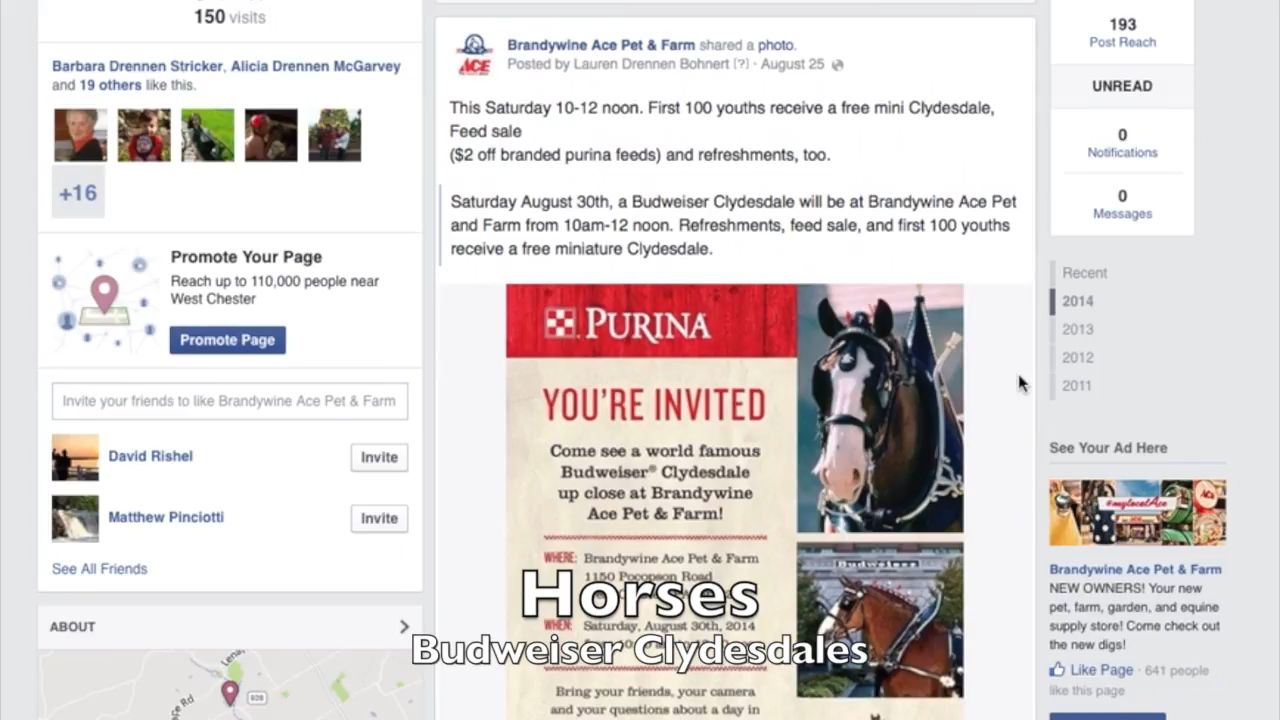 150 visits
Barbara Drennen Stricker, Alicia Drennen McGarvey
and 19 others like this.
+16
Promote Your Page
Reach up to 110,000 people near
West Chester
Promote Page
Invite your friends to like Brandywine Ace Pet & Farm
David Rishel
Invite
Matthew Pinciotti
Invite
See All Friends
ABOUT
Brandywine Ace Pet & Farm shared a photo.
Posted by Lauren Drennen Bohnert [?] · August 25
ACE
This Saturday 10-12 noon. First 100 youths receive a free mini Clydesdale,
Feed sale
($2 off branded purina feeds) and refreshments, too.
Saturday August 30th, a Budweiser Clydesdale will be at Brandywine Ace Pet
and Farm from 10am-12 noon. Refreshments, feed sale, and first 100 youths
receive a free miniature Clydesdale.
PURINA
YOU'RE INVITED
Come see a world famous
Budweiser® Clydesdale
up close at Brandywine
Ace Pet & Farm!
WHERE: Brandywine Ace Pet & Farm
1150 Pocopson Road
Horses
WHEN: Saturday, August 30th, 2014
Budweiser Clydesdales
Bring your friends, your camera
and your questions about a day in
Budweiser
193
Post Reach
UNREAD
0
Notifications
0
Messages
Recent
2014
2013
2012
2011
See Your Ad Here
#mylocalAce
Brandywine Ace Pet & Farm
NEW OWNERS! Your new
pet, farm, garden, and equine
supply store! Come check out
the new digs!
Like Page · 641 people
like this page